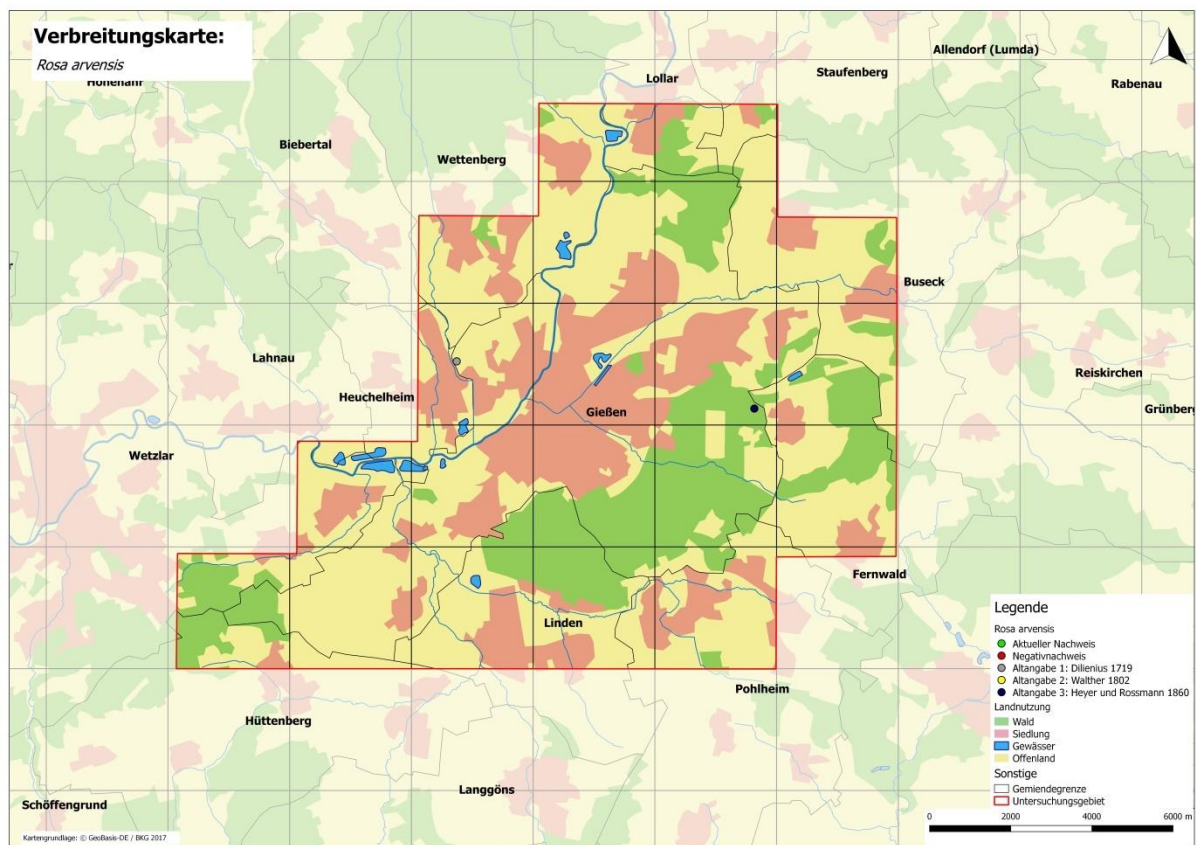 Verbreitungskarte:
Rosa arvensis
Hohenahr
Allendorf (Lumda)
Lollar
Staufenberg
Rabenau
Biebertal
Wettenberg
Buseck
Lahnau
Reiskirchen
Heuchelheim
Grünberg
Gießen
Wetzlar
Fernwald
Linden
Pohlheim
Hüttenberg
Langgöns
Schöffengrund
Legende
Rosa arvensis
Aktueller Nachweis
Negativnachweis
Altangabe 1: Dillenius 1719
Altangabe 2: Walther 1802
Altangabe 3: Heyer und Rossmann 1860
Landnutzung
Wald
Siedlung
Gewässer
Offenland
Sonstige
Gemiendegrenze
Untersuchungsgebiet
0 2000 4000 6000 m
Kartengrundlage: © GeoBasis-DE / BKG 2017